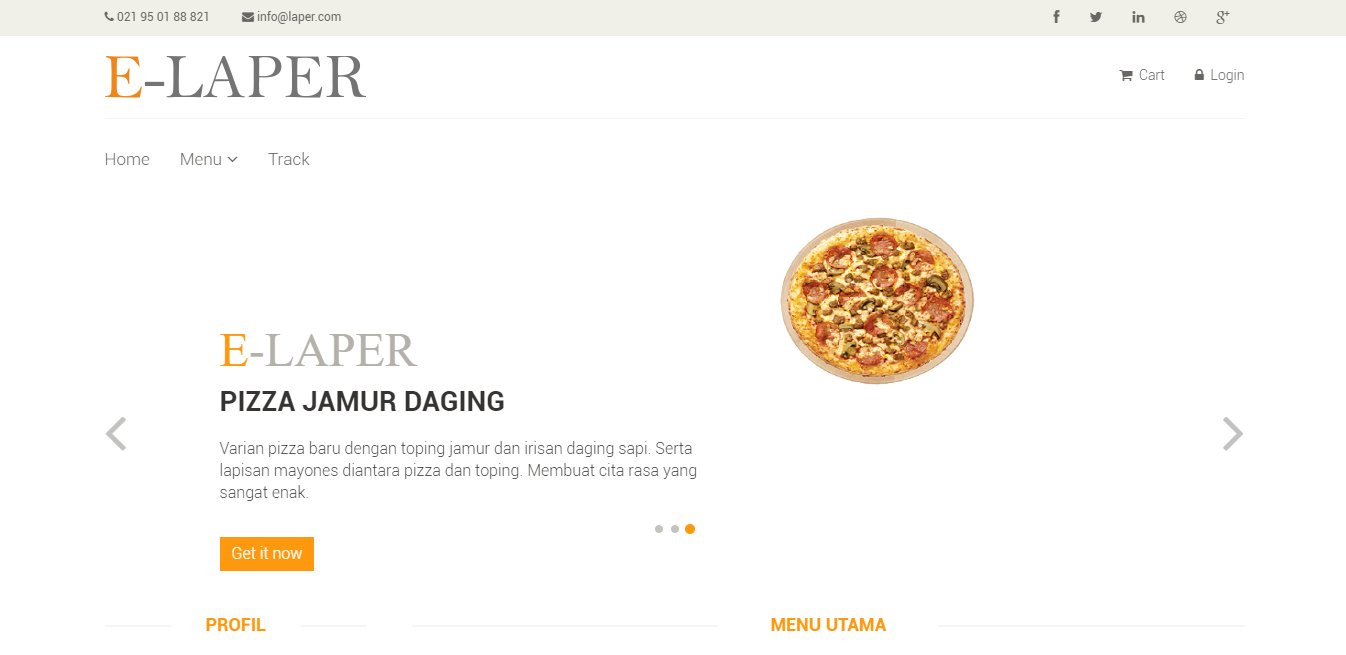 021 95 01 88 821 info@laper.com
E-LAPER
Cart Login
Home Menu Track
E-LAPER
PIZZA JAMUR DAGING
Varian pizza baru dengan toping jamur dan irisan daging sapi. Serta
lapisan mayones diantara pizza dan toping. Membuat cita rasa yang
sangat enak.
Get it now
PROFIL MENU UTAMA